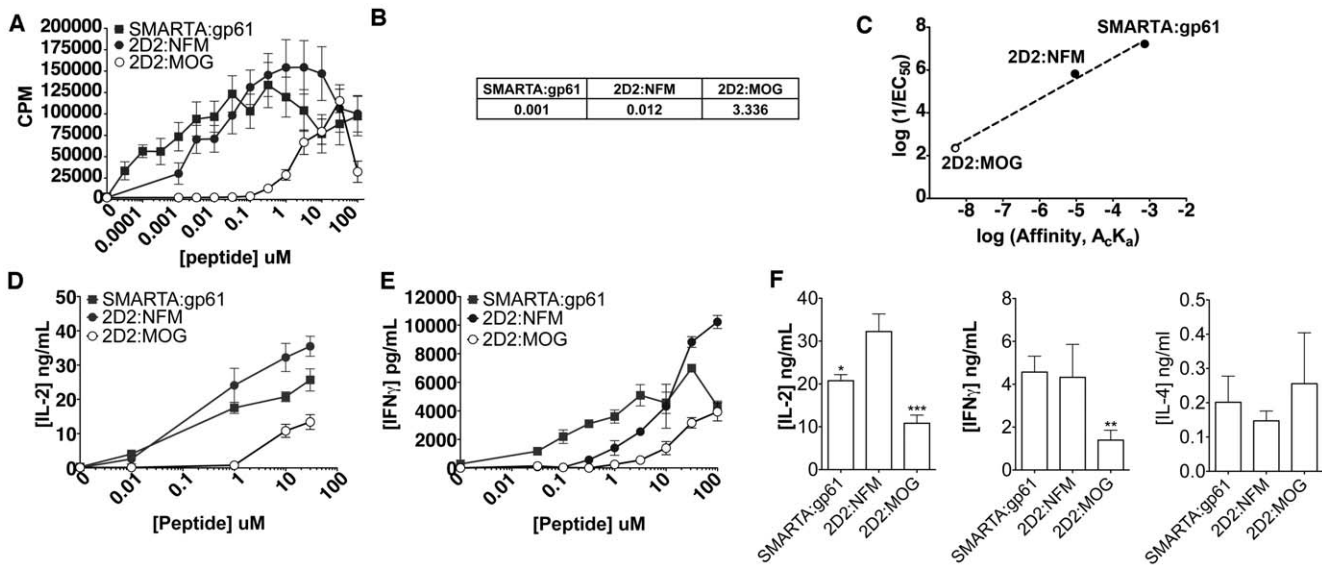 A
200000
175000
150000
125000
100000
75000
50000
25000
0
CPM
SMARTA:gp61
2D2:NFM
2D2:MOG
0
0.0001
0.001
0.01
0.1
1
10
100
[peptide] uM
B
SMARTA:gp61 2D2:NFM 2D2:MOG
0.001 0.012 3.336
C
8
6
4
2
0
log (1/EC50)
SMARTA:gp61
2D2:NFM
2D2:MOG
-8 -7 -6 -5 -4 -3 -2
log (Affinity, AcKa)
D
50
40
30
20
10
0
[IL-2] ng/mL
SMARTA:gp61
2D2:NFM
2D2:MOG
0
0.01
0.1
1
10
100
[Peptide] uM
E
12000
10000
8000
6000
4000
2000
0
[IFNγ] pg/mL
SMARTA:gp61
2D2:NFM
2D2:MOG
0
0.01
0.1
1
10
100
[Peptide] uM
F
40
30
20
10
0
[IL-2] ng/mL
*
***
SMARTA:gp61
2D2:NFM
2D2:MOG
8
6
4
2
0
[IFNγ] ng/mL
**
SMARTA:gp61
2D2:NFM
2D2:MOG
0.5
0.4
0.3
0.2
0.1
0.0
[IL-4] ng/ml
SMARTA:gp61
2D2:NFM
2D2:MOG